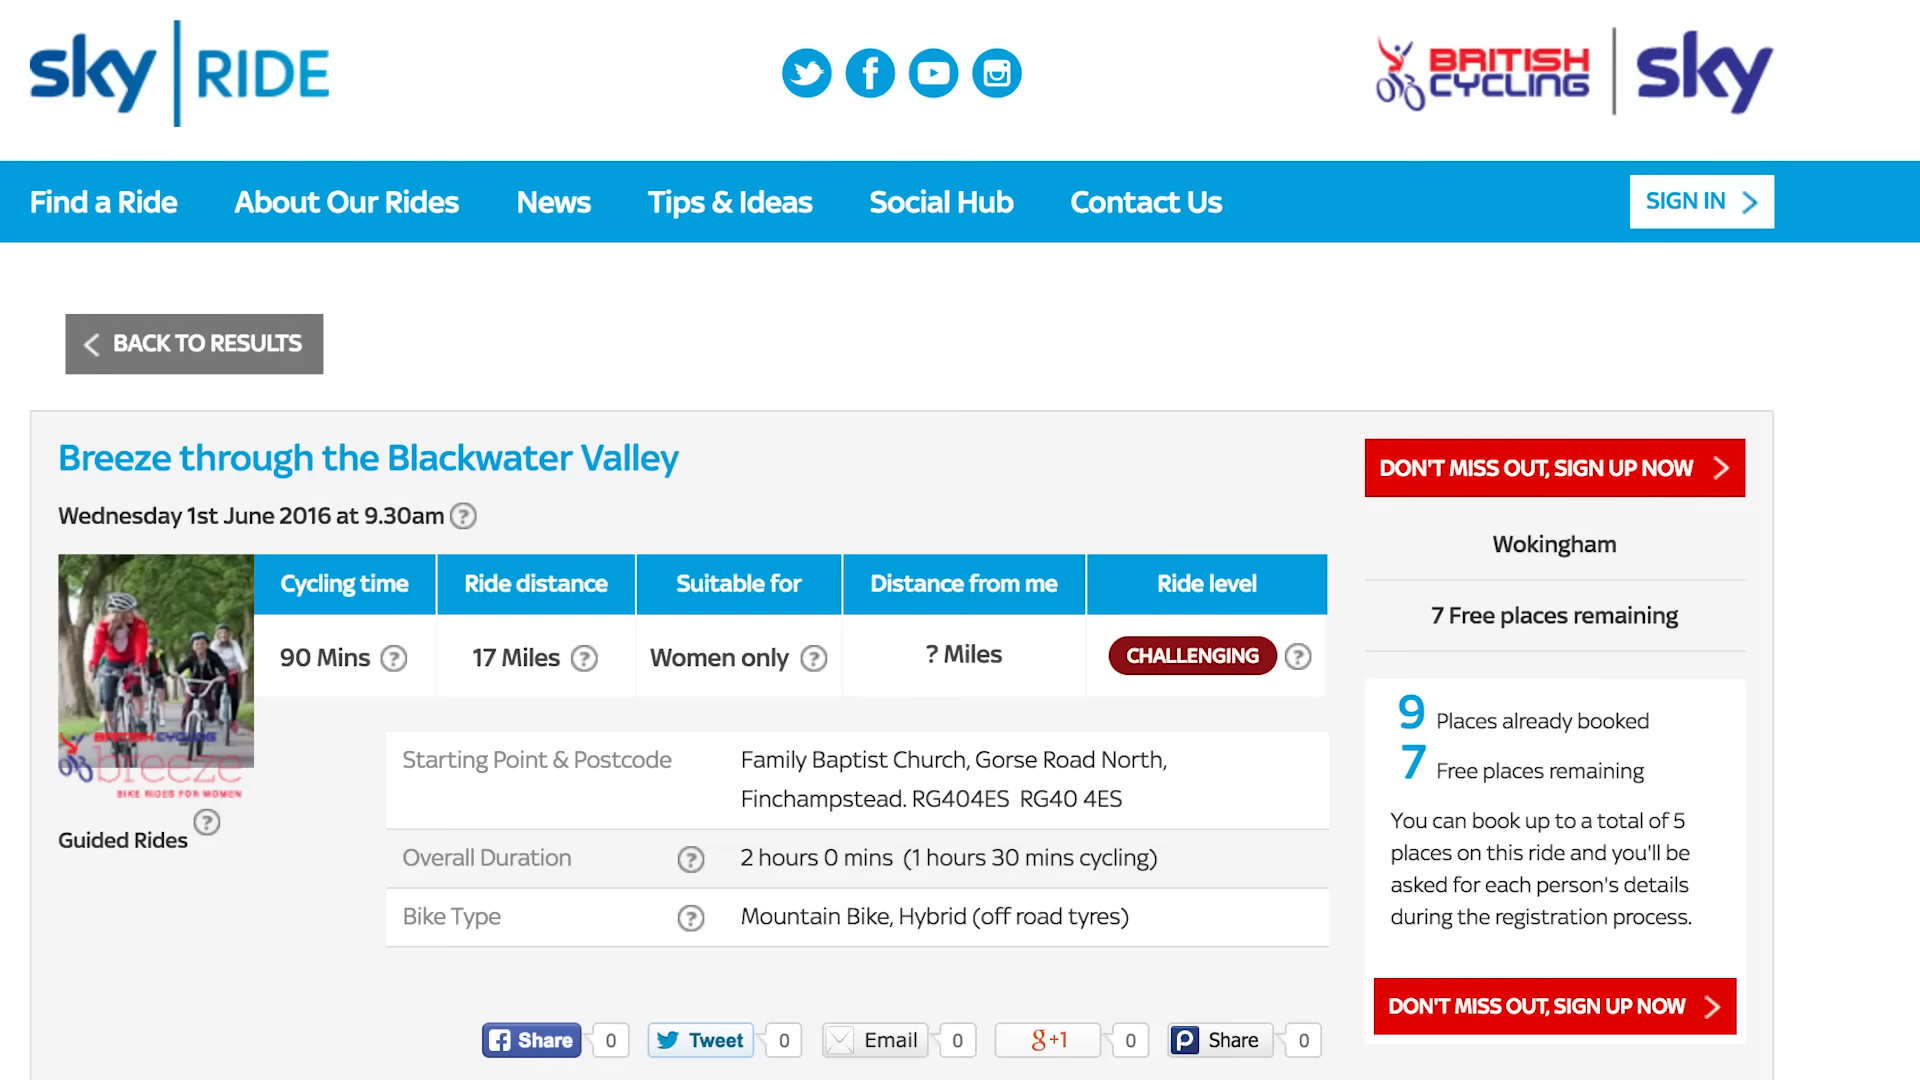 sky RIDE
BRITISH
CYCLING
sky
Find a Ride About Our Rides News Tips & Ideas Social Hub Contact Us SIGN IN
BACK TO RESULTS
Breeze through the Blackwater Valley
Wednesday 1st June 2016 at 9.30am ?
Cycling time Ride distance Suitable for Distance from me Ride level
90 Mins ? 17 Miles ? Women only ? ? Miles CHALLENGING ?
BRITISH CYCLING
breeze
BIKE RIDES FOR WOMEN
Guided Rides ?
Starting Point & Postcode Family Baptist Church, Gorse Road North,
Finchampstead. RG404ES RG40 4ES
Overall Duration ? 2 hours 0 mins (1 hours 30 mins cycling)
Bike Type ? Mountain Bike, Hybrid (off road tyres)
f Share 0 Tweet 0 Email 0 g+1 0 P Share 0
DON'T MISS OUT, SIGN UP NOW
Wokingham
7 Free places remaining
9 Places already booked
7 Free places remaining
You can book up to a total of 5
places on this ride and you'll be
asked for each person's details
during the registration process.
DON'T MISS OUT, SIGN UP NOW